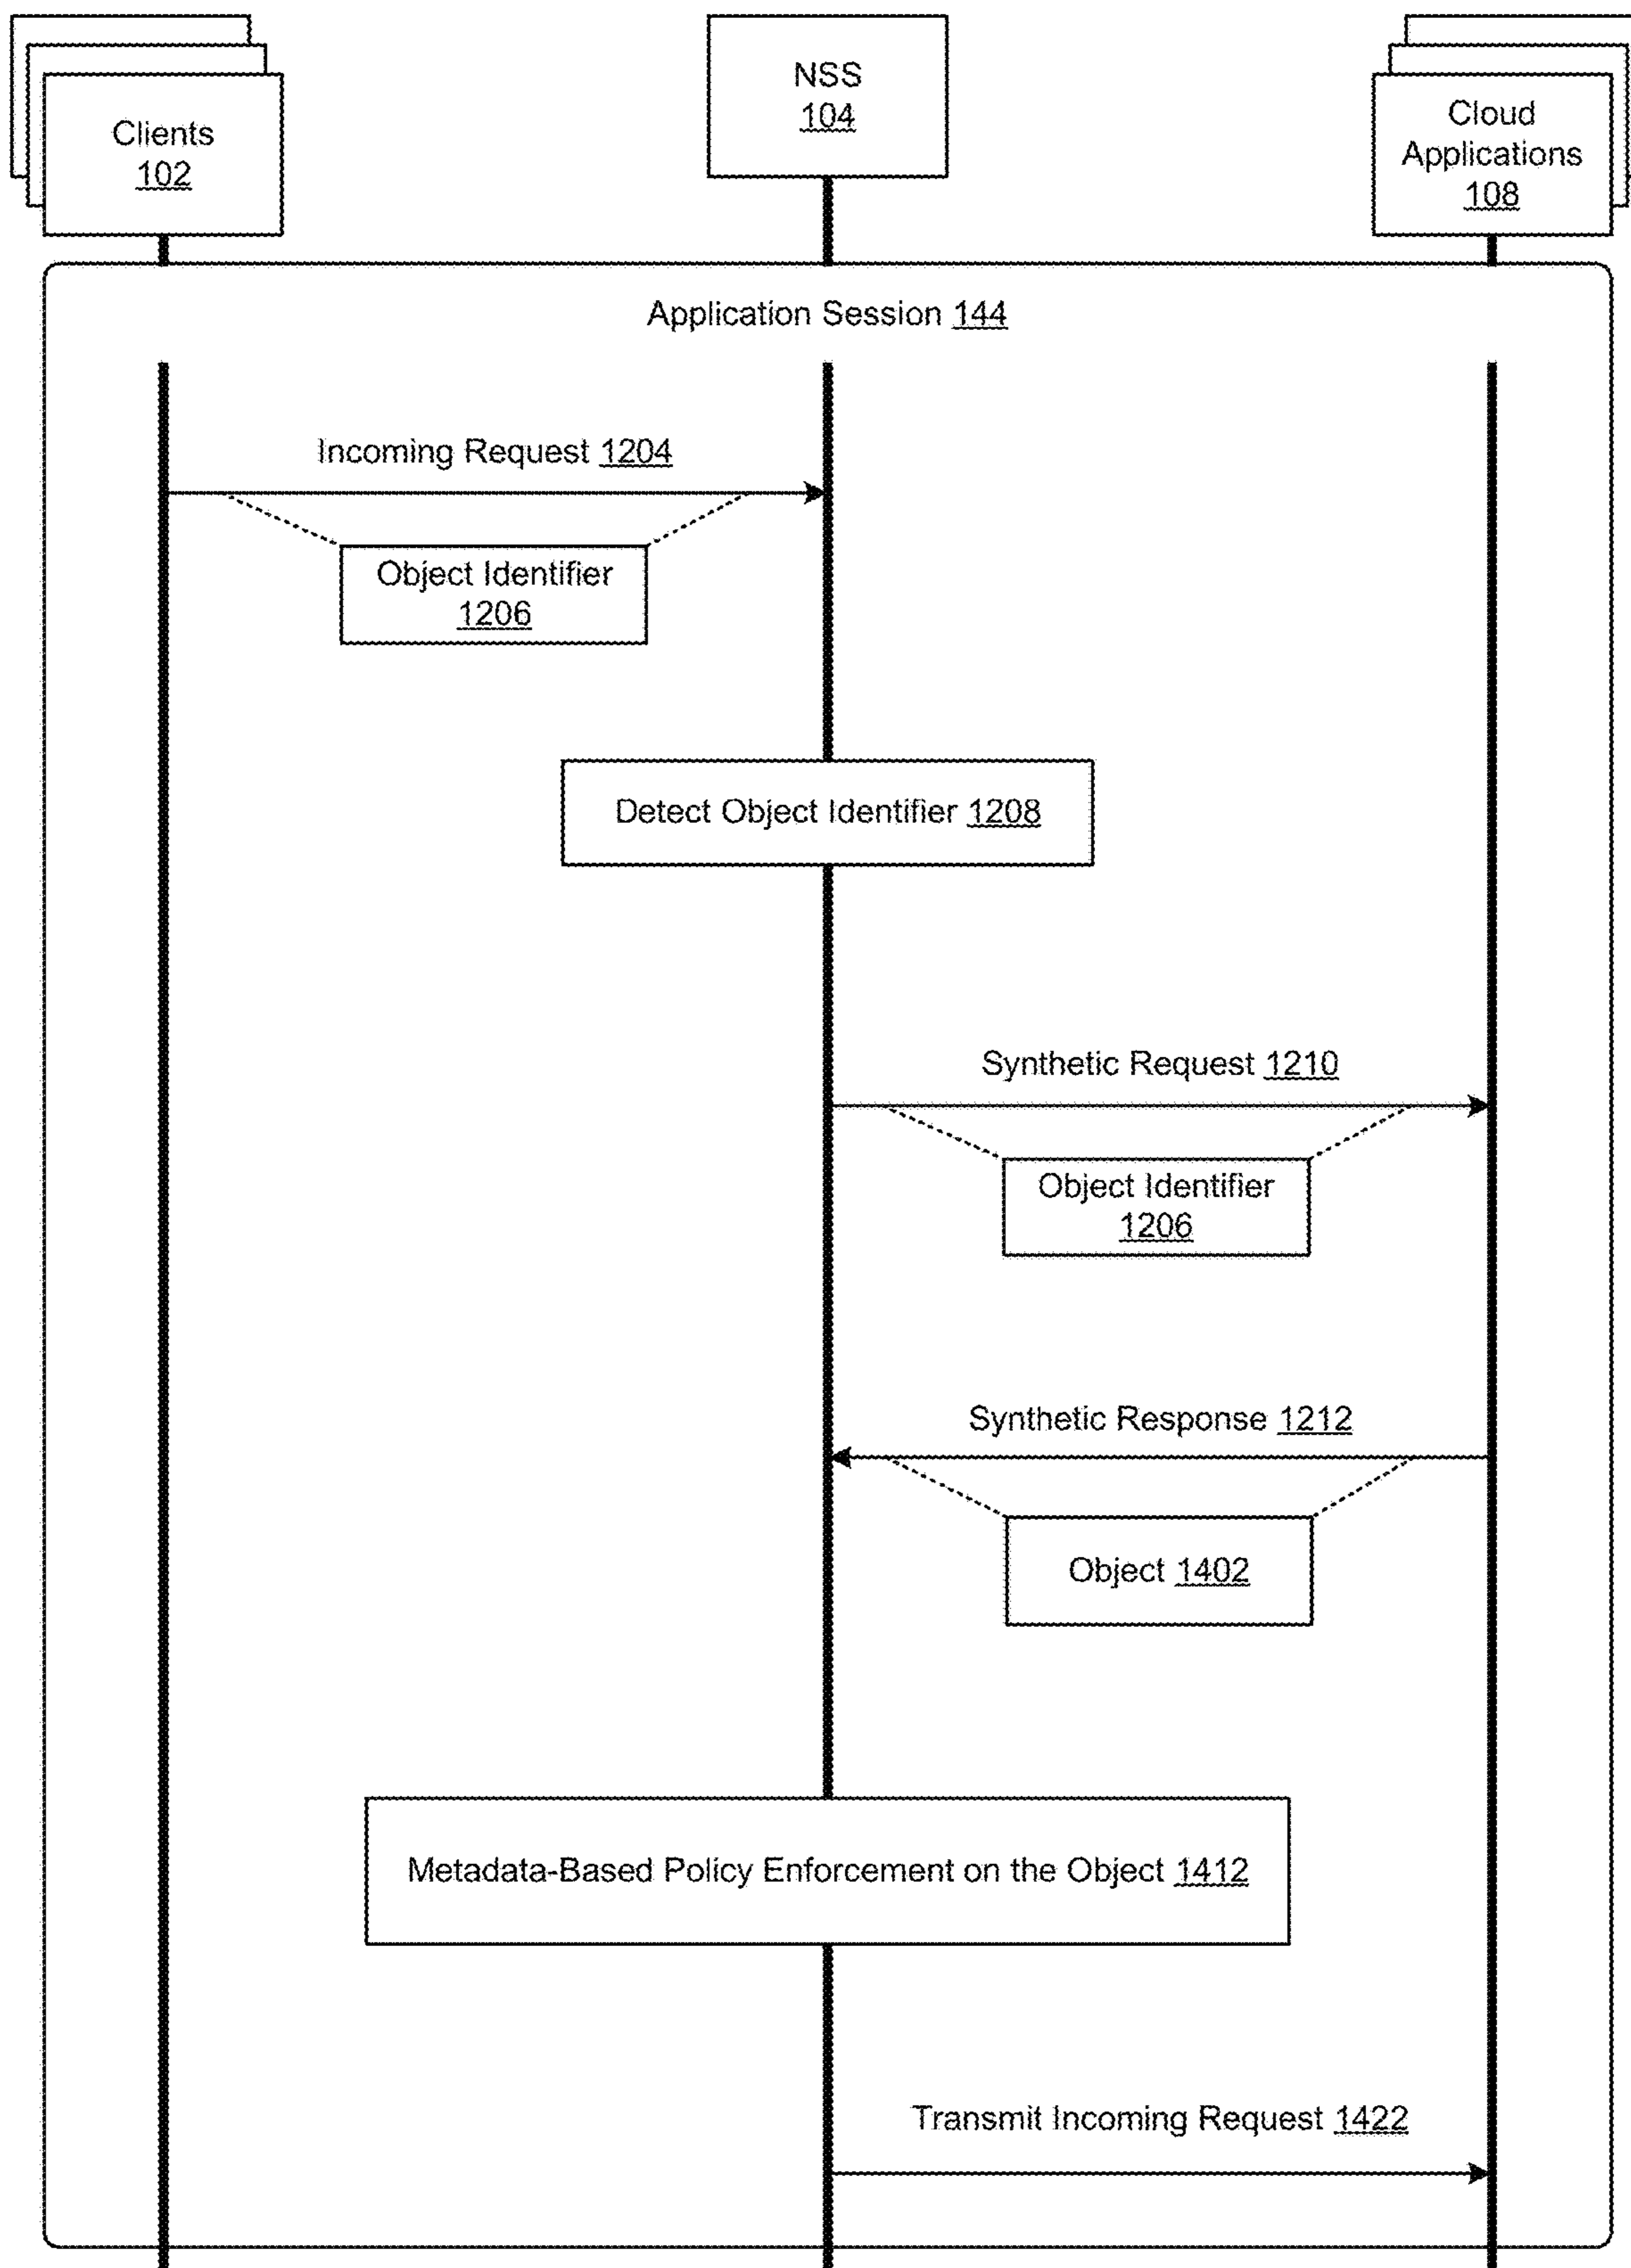 Clients
102
NSS
104
Cloud
Applications
108
Application Session 144
Incoming Request 1204
Object Identifier
1206
Detect Object Identifier 1208
Synthetic Request 1210
Object Identifier
1206
Synthetic Response 1212
Object 1402
Metadata-Based Policy Enforcement on the Object 1412
Transmit Incoming Request 1422